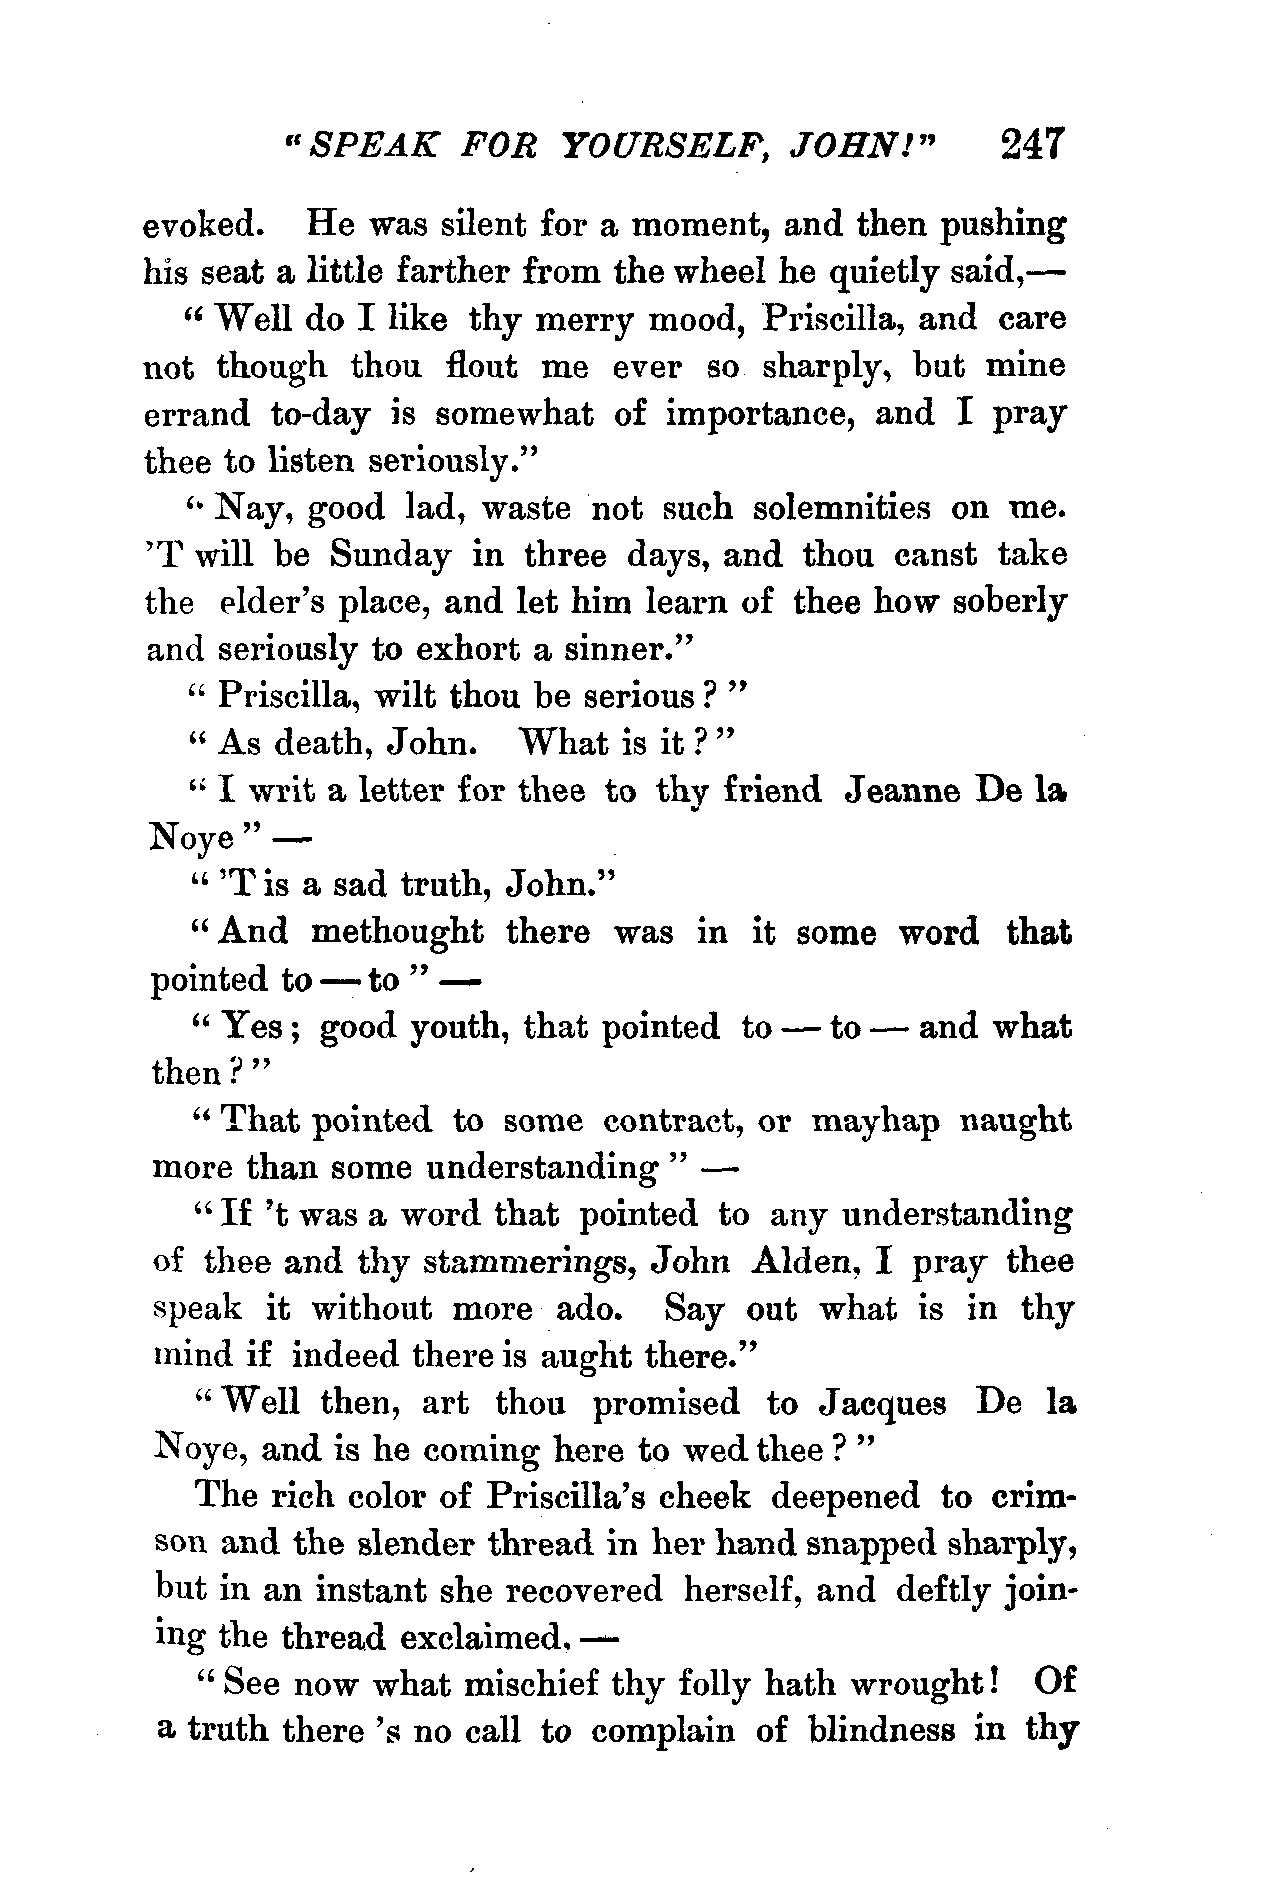 "SPEAK FOR YOURSELF, JOHN!" 247
evoked. He was silent for a moment, and then pushing
his seat a little farther from the wheel he quietly said,—
"Well do I like thy merry mood, Priscilla, and care
not though thou flout me ever so sharply, but mine
errand to-day is somewhat of importance, and I pray
thee to listen seriously."
"Nay, good lad, waste not such solemnities on me.
'T will be Sunday in three days, and thou canst take
the elder's place, and let him learn of thee how soberly
and seriously to exhort a sinner."
"Priscilla, wilt thou be serious?"
"As death, John. What is it?"
"I writ a letter for thee to thy friend Jeanne De la
Noye" —
"'T is a sad truth, John."
"And methought there was in it some word that
pointed to — to" —
"Yes; good youth, that pointed to — to — and what
then?"
"That pointed to some contract, or mayhap naught
more than some understanding" —
"If 't was a word that pointed to any understanding
of thee and thy stammerings, John Alden, I pray thee
speak it without more ado. Say out what is in thy
mind if indeed there is aught there."
"Well then, art thou promised to Jacques De la
Noye, and is he coming here to wed thee?"
The rich color of Priscilla's cheek deepened to crim-
son and the slender thread in her hand snapped sharply,
but in an instant she recovered herself, and deftly join-
ing the thread exclaimed, —
"See now what mischief thy folly hath wrought! Of
a truth there 's no call to complain of blindness in thy